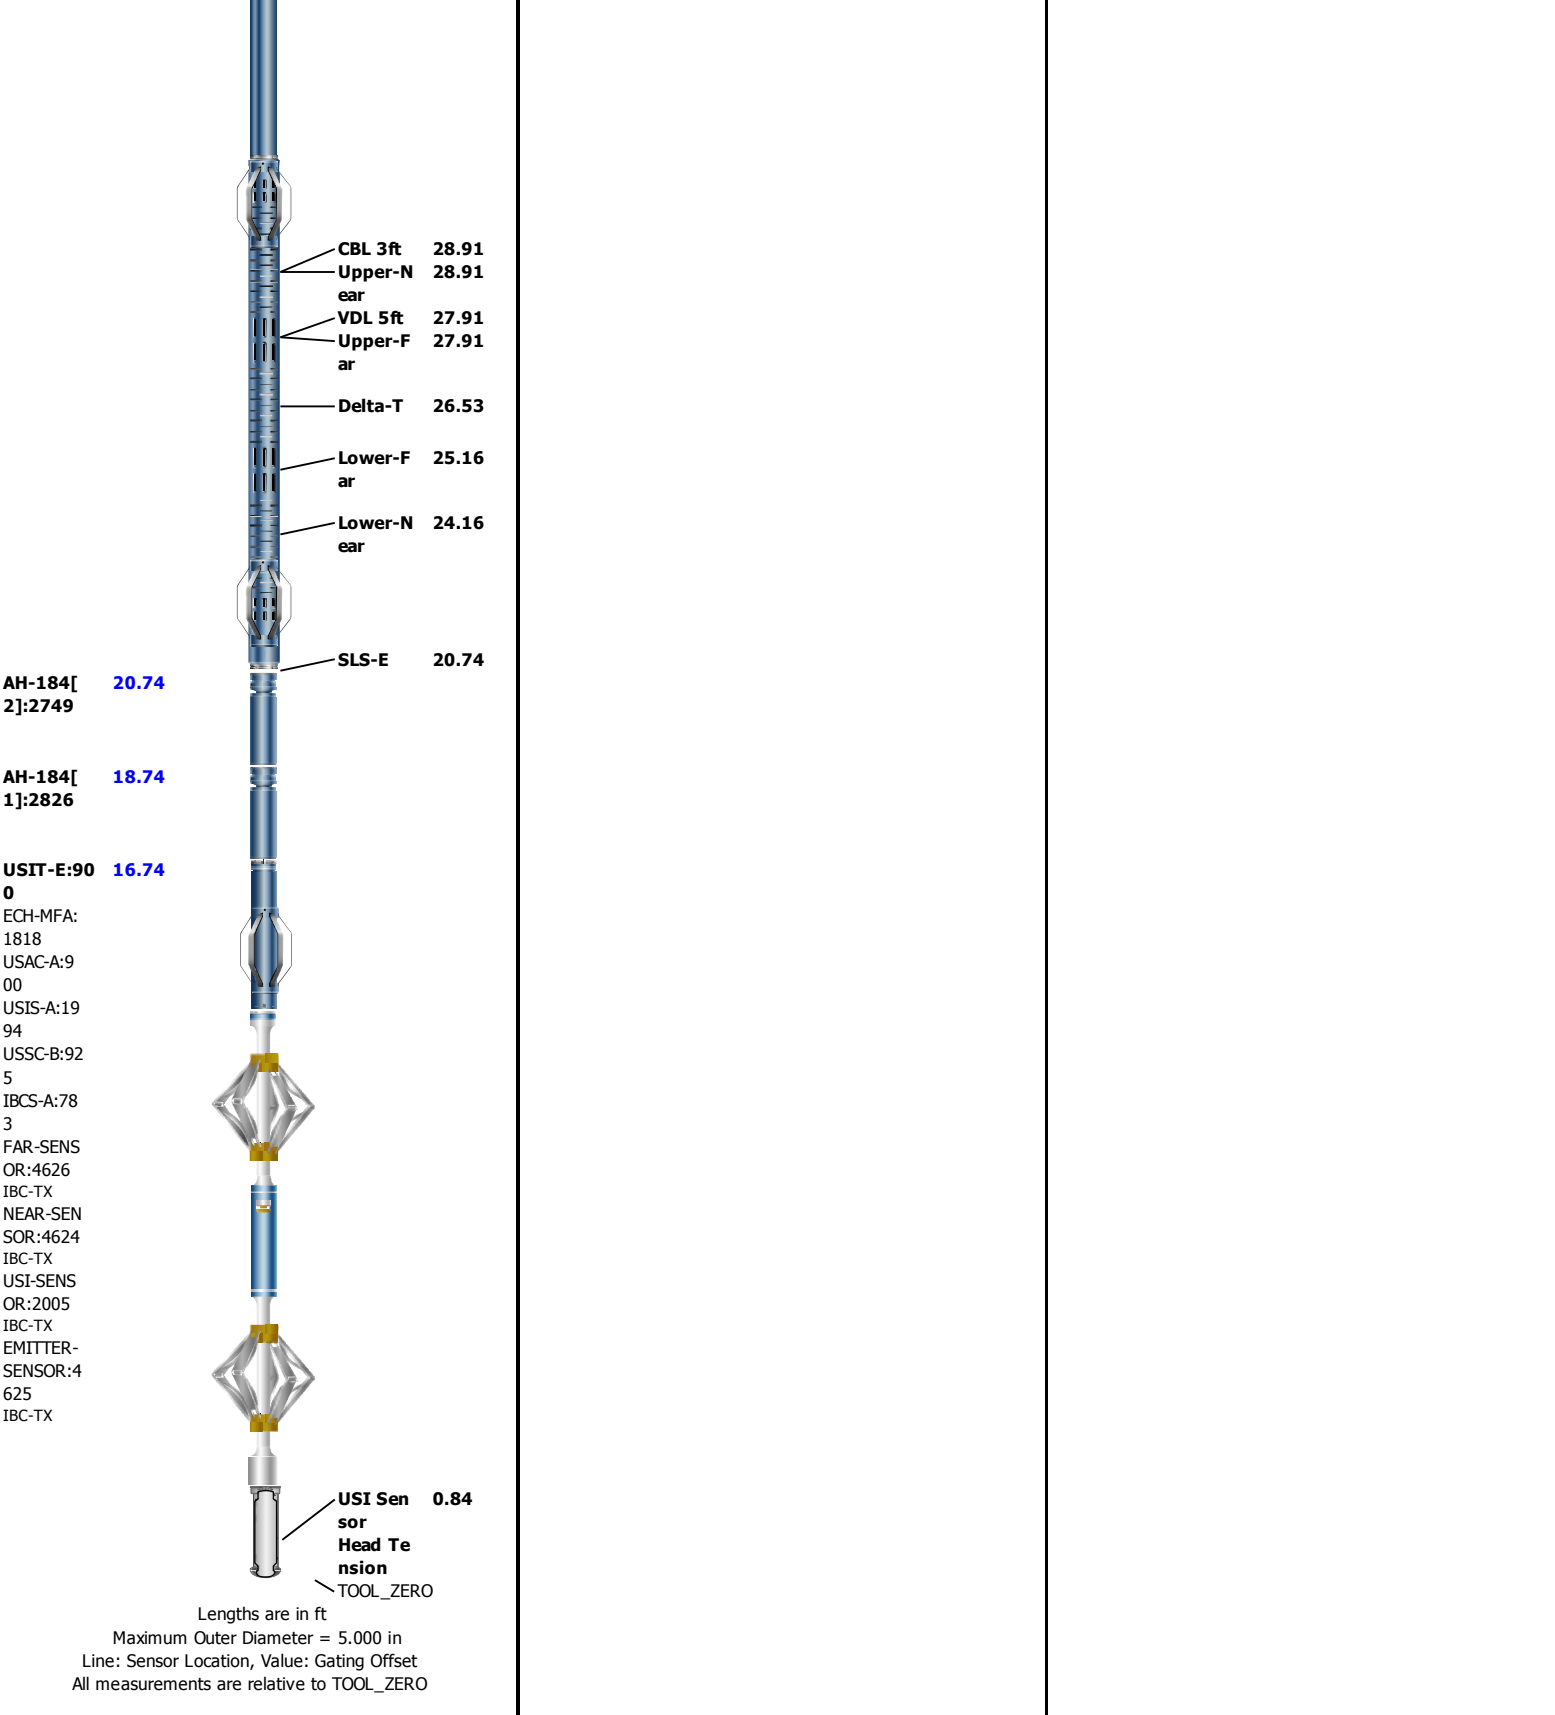 CBL 3ft 28.91
Upper-N 28.91
ear
VDL 5ft 27.91
Upper-F 27.91
ar
Delta-T 26.53
Lower-F 25.16
ar
Lower-N 24.16
ear
SLS-E 20.74
AH-184[ 20.74
2]:2749
AH-184[ 18.74
1]:2826
USIT-E:90 16.74
0
ECH-MFA:
1818
USAC-A:9
00
USIS-A:19
94
USSC-B:92
5
IBCS-A:78
3
FAR-SENS
OR:4626
IBC-TX
NEAR-SEN
SOR:4624
IBC-TX
USI-SENS
OR:2005
IBC-TX
EMITTER-
SENSOR:4
625
IBC-TX
USI Sen 0.84
sor
Head Te
nsion
TOOL_ZERO
Lengths are in ft
Maximum Outer Diameter = 5.000 in
Line: Sensor Location, Value: Gating Offset
All measurements are relative to TOOL_ZERO